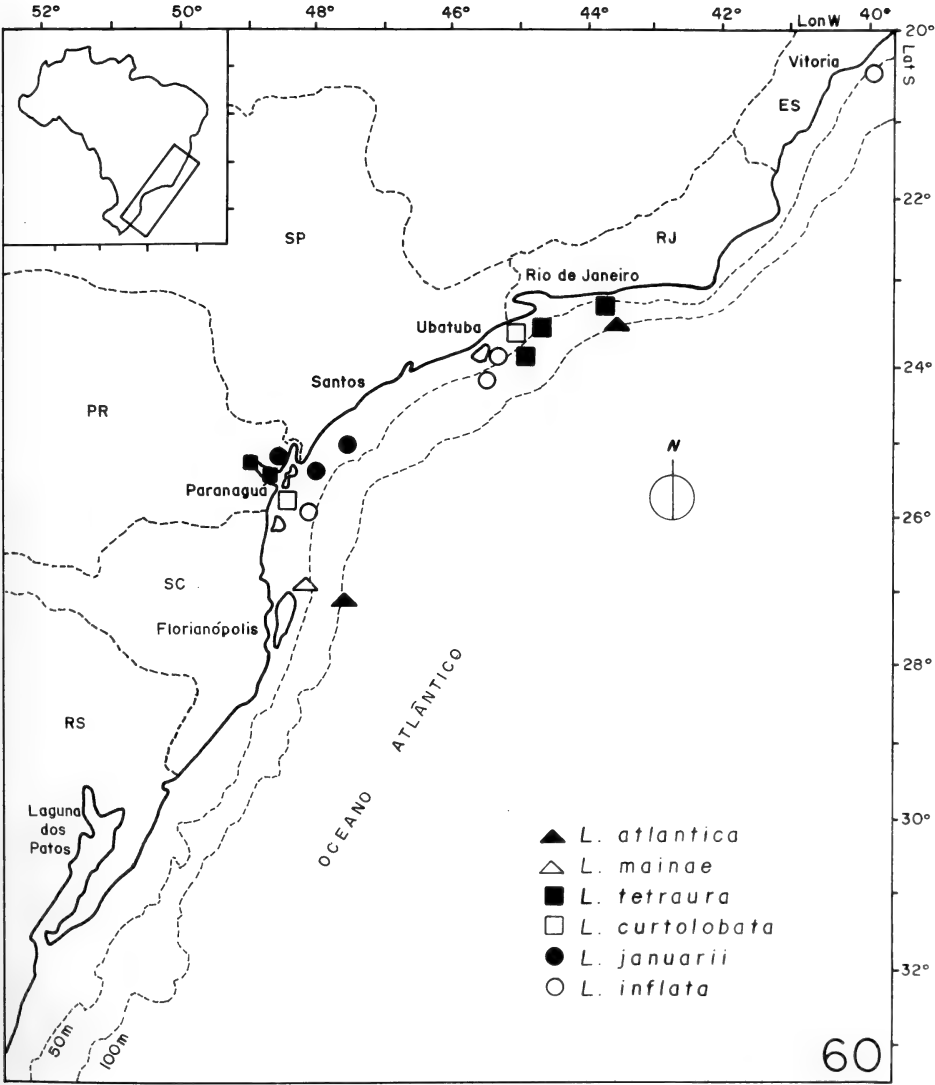 52° 50° 48° 46° 44° 42° Lon W 40°
20°
Lat S
Vitoria
ES
22°
SP
RJ
Rio de Janeiro
Ubatuba
24°
Santos
PR
N
Paranagua
26°
SC
Florianópolis
28°
OCEANO ATLÂNTICO
RS
Laguna
dos
Patos
30°
L. atlantica
L. mainae
L. tetraura
L. curtolobata
L. januarii
L. inflata
32°
50m
100m
60